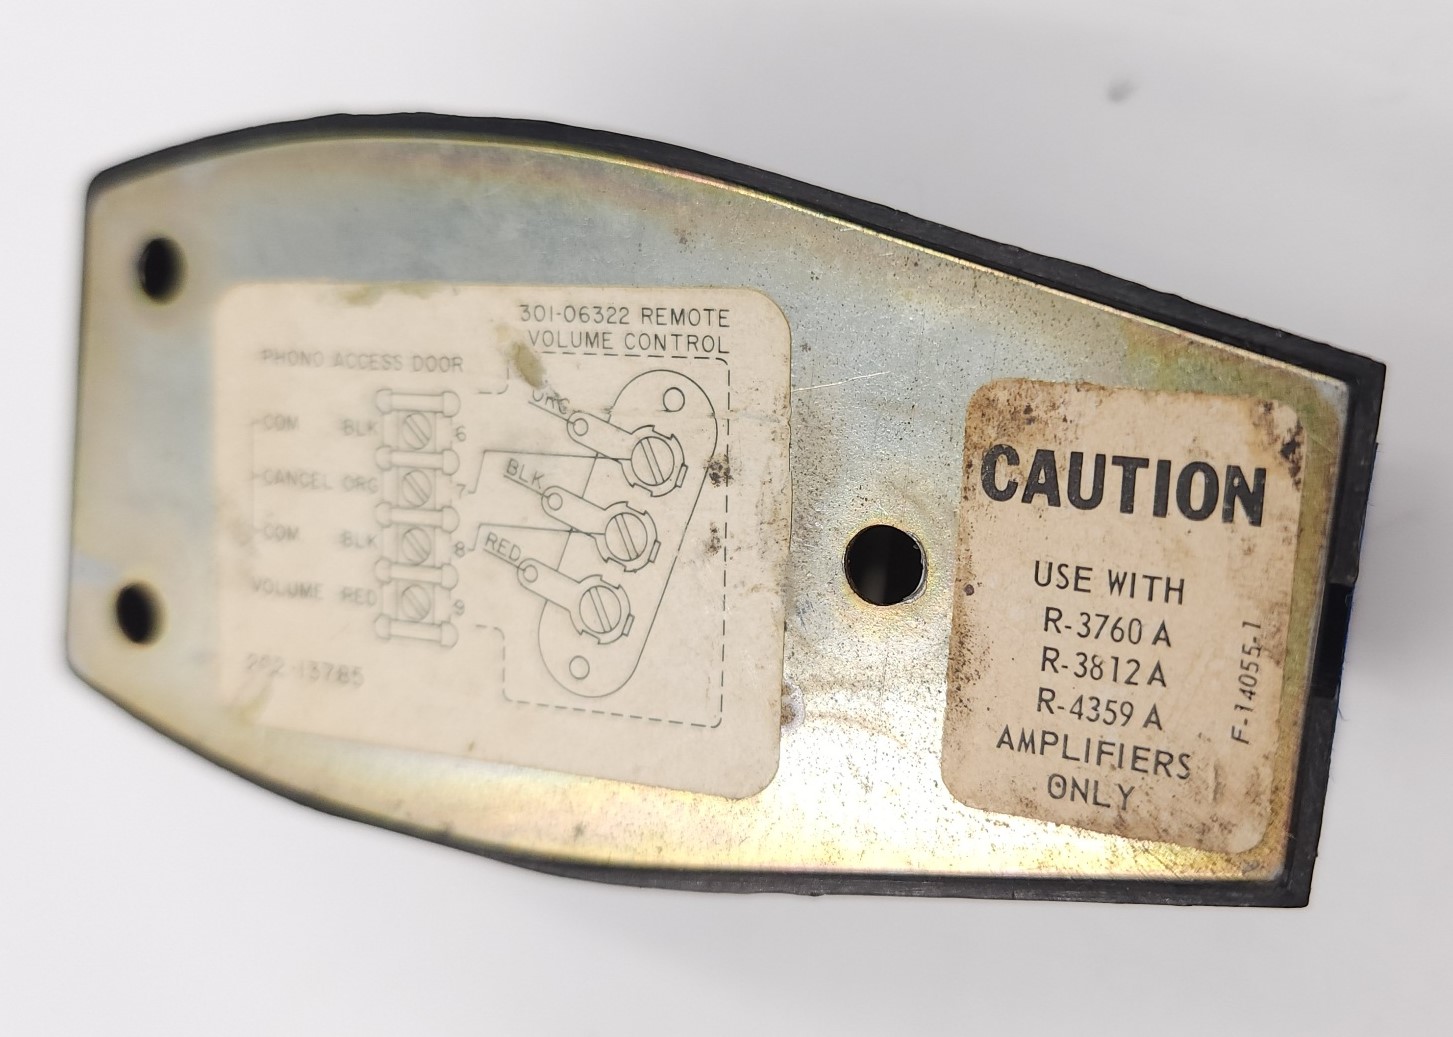 301-06322 REMOTE
VOLUME CONTROL
PHONO ACCESS DOOR
COM BLK 6
CANCEL ORG 7
COM BLK 8
VOLUME RED 9
ORG
BLK
RED
202-13785
CAUTION
USE WITH
R-3760 A
R-3812 A
R-4359 A
AMPLIFIERS
ONLY
F-14055-1